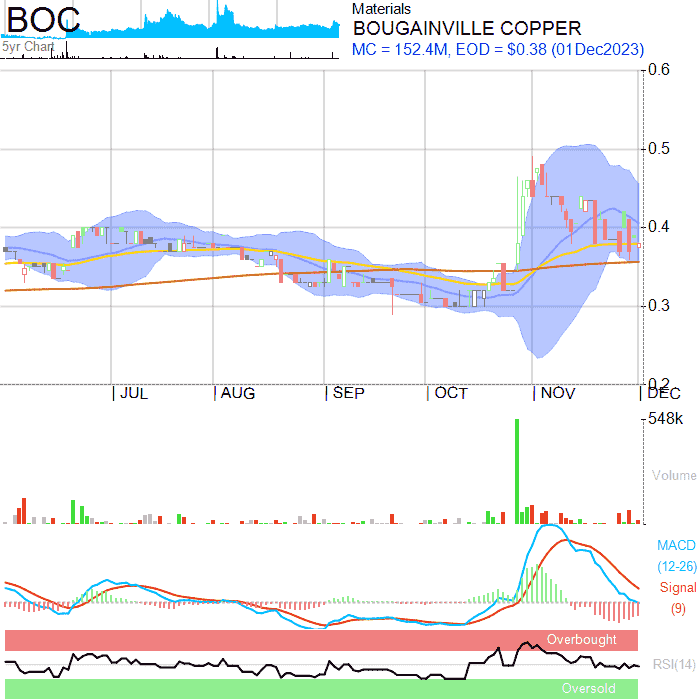 BOC
5yr Chart
Materials
BOUGAINVILLE COPPER
MC = 152.4M, EOD = $0.38 (01Dec2023)
0.6
0.5
0.4
0.3
0.2
JUL AUG SEP OCT NOV DEC
548k
Volume
MACD
(12-26)
Signal
(9)
Overbought
RSI(14)
Oversold